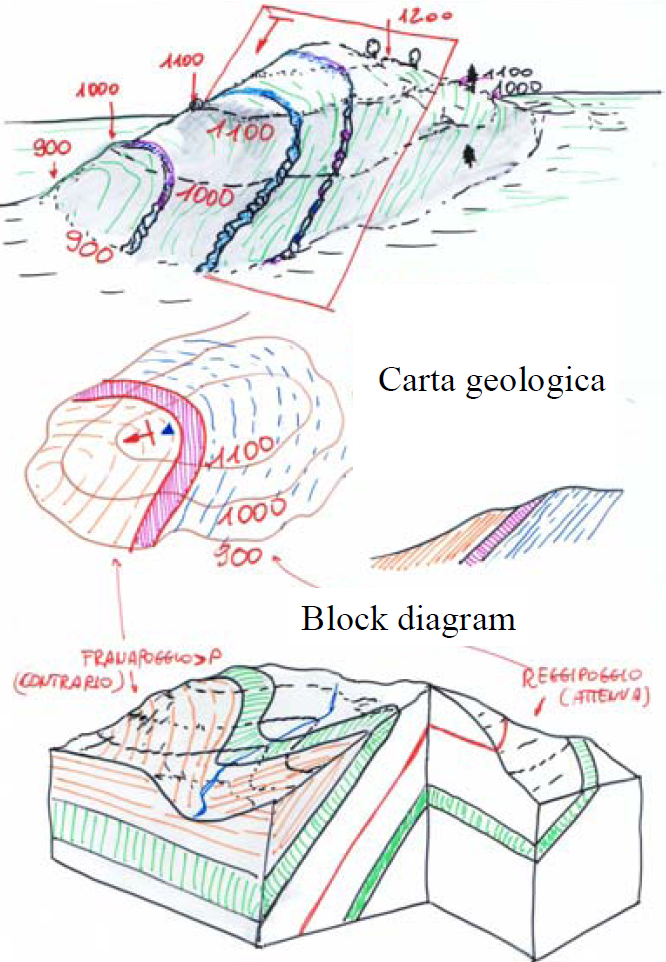 1200
1100
1000
900
1100
1000
1100
1000
900
Carta geologica
1100
1000
900
Block diagram
FRANAPOGGIO>P
(CONTRARIO)
REGGIPOGGIO
(ATTENUA)